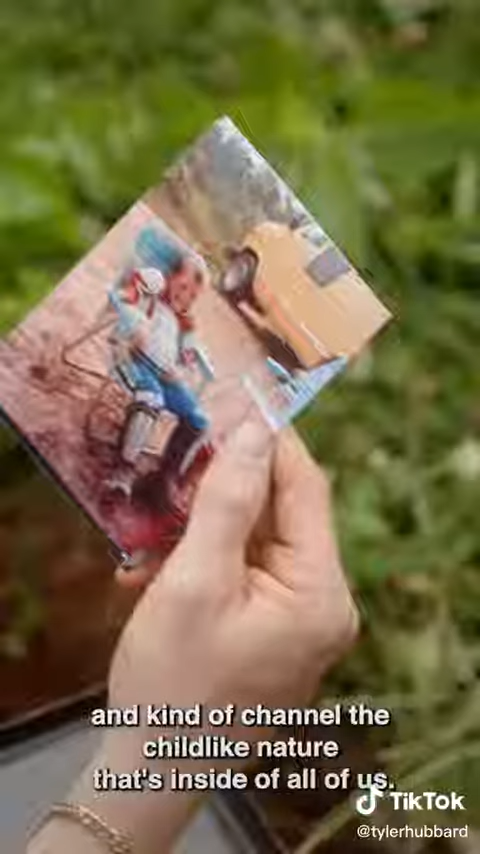 and kind of channel the
childlike nature
that's inside of all of us.
TikTok
@tylerhubbard